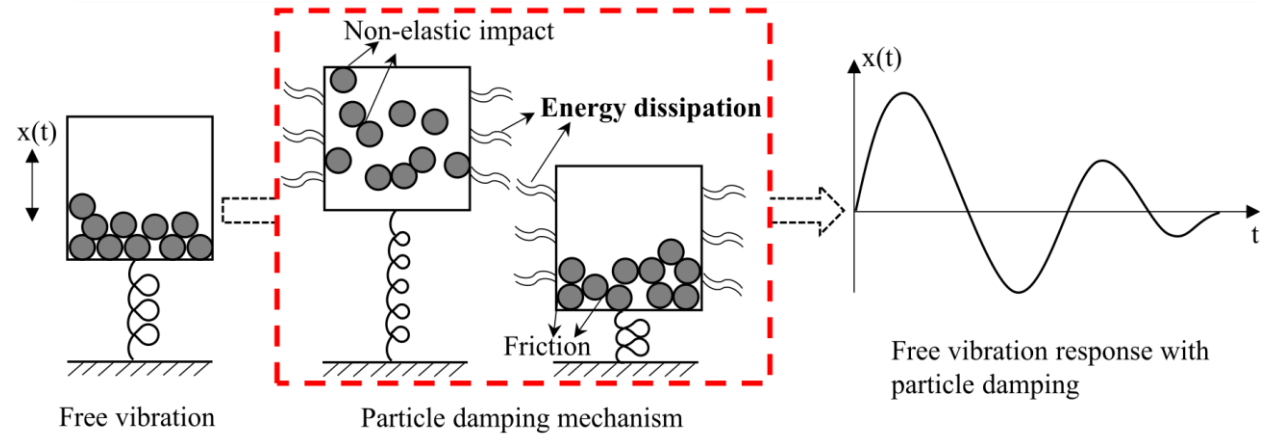 Non-elastic impact
x(t)
Energy dissipation
x(t)
t
Friction
Free vibration response with
particle damping
Free vibration
Particle damping mechanism